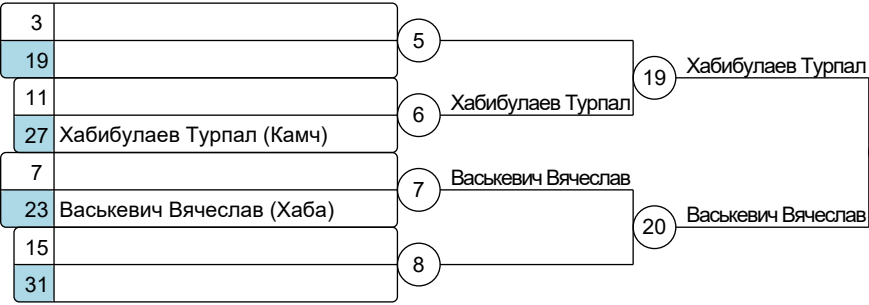 3
19
5
11
27 Хабибулаев Турпал (Камч)
6
Хабибулаев Турпал
19
Хабибулаев Турпал
7
23 Васькевич Вячеслав (Хаба)
7
Васькевич Вячеслав
15
31
8
20
Васькевич Вячеслав